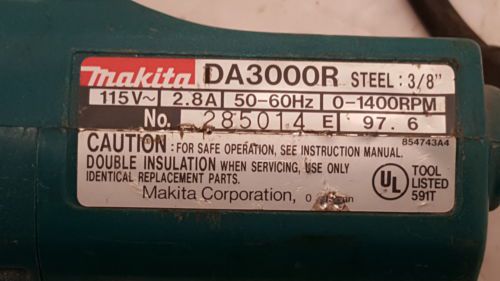 makita DA3000R STEEL : 3/8"
115V~ 2.8A 50-60Hz 0-1400RPM
No. 285014 E 97. 6
854743A4
CAUTION : FOR SAFE OPERATION, SEE INSTRUCTION MANUAL.
DOUBLE INSULATION WHEN SERVICING, USE ONLY
IDENTICAL REPLACEMENT PARTS.
Makita Corporation,
UL TOOL
LISTED
591T